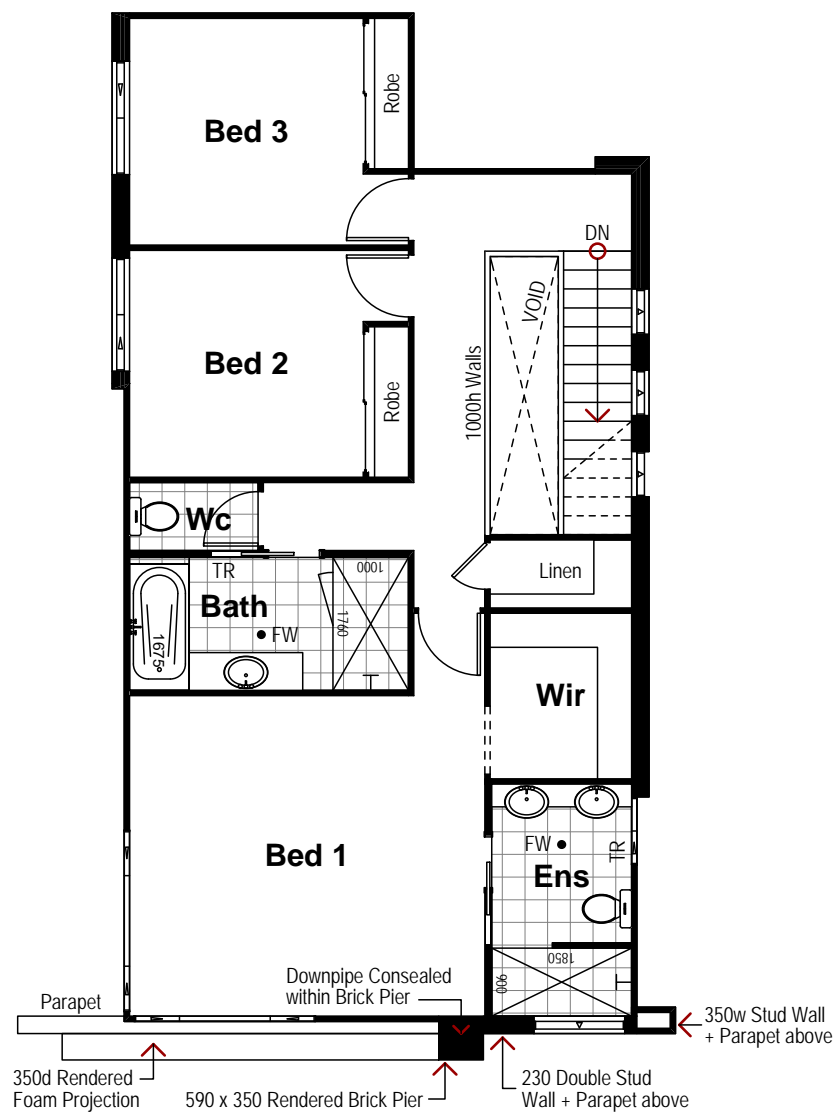 Robe
Bed 3
DN
VOID
Bed 2
1000h Walls
Robe
Wc
TR
1000
Linen
Bath
1760
FW
1675
Wir
Bed 1
FW
TR
Ens
1850
900
Downpipe Consealed
within Brick Pier
Parapet
350w Stud Wall
+ Parapet above
350d Rendered
Foam Projection
590 x 350 Rendered Brick Pier
230 Double Stud
Wall + Parapet above